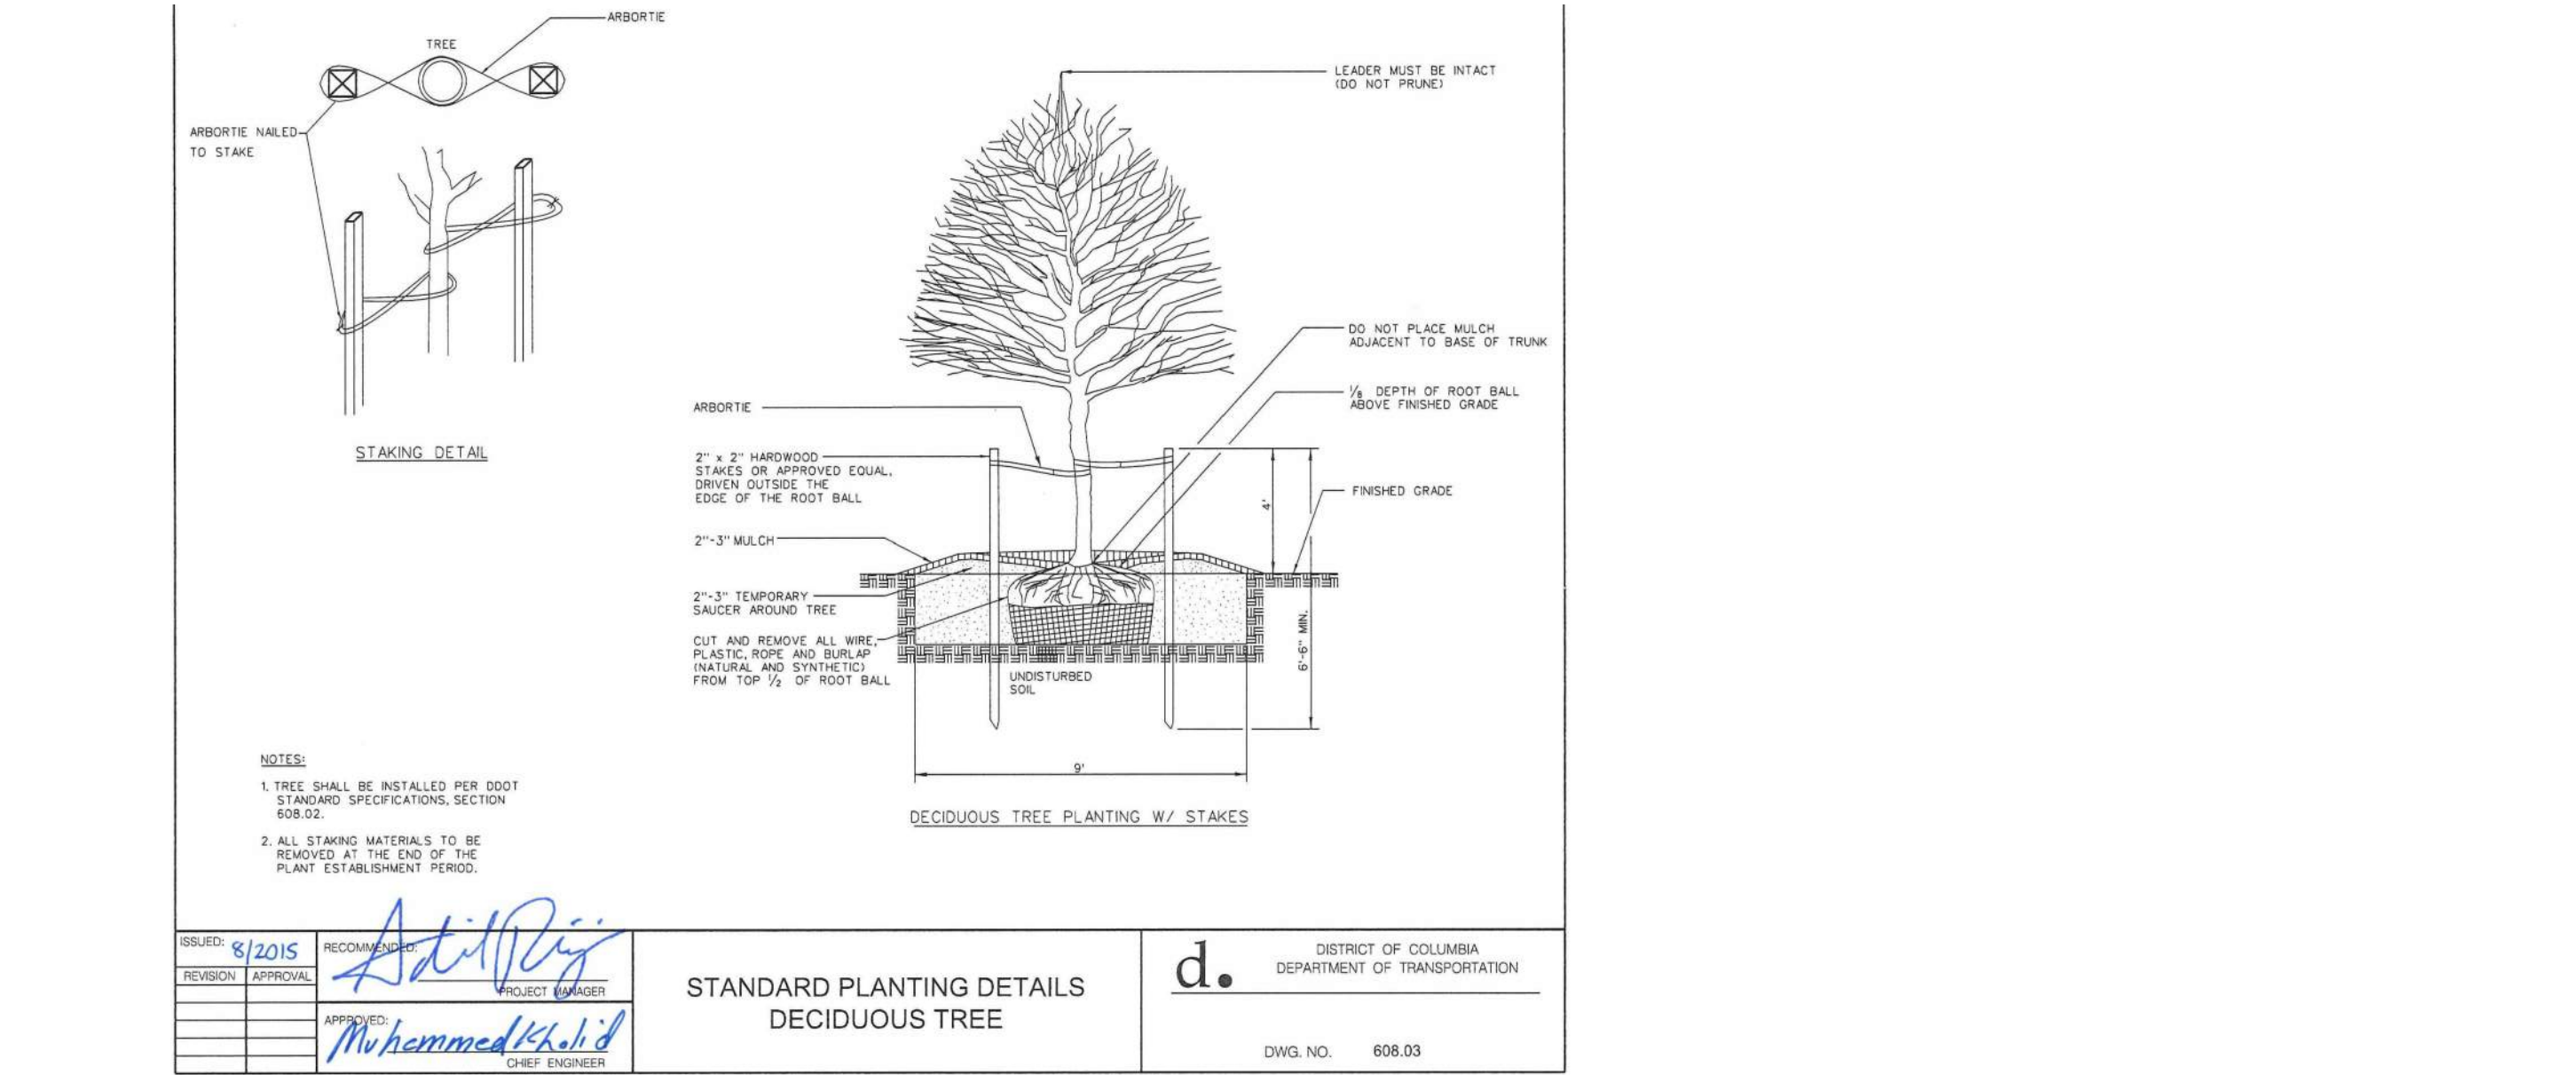 ARBORTIE
TREE
ARBORTIE NAILED
TO STAKE
STAKING DETAIL
LEADER MUST BE INTACT
(DO NOT PRUNE)
DO NOT PLACE MULCH
ADJACENT TO BASE OF TRUNK
1/8 DEPTH OF ROOT BALL
ABOVE FINISHED GRADE
ARBORTIE
2" x 2" HARDWOOD
STAKES OR APPROVED EQUAL,
DRIVEN OUTSIDE THE
EDGE OF THE ROOT BALL
4'
FINISHED GRADE
2"-3" MULCH
2"-3" TEMPORARY
SAUCER AROUND TREE
6'-6" MIN.
CUT AND REMOVE ALL WIRE,
PLASTIC, ROPE AND BURLAP
(NATURAL AND SYNTHETIC)
FROM TOP 1/2 OF ROOT BALL
UNDISTURBED
SOIL
9'
DECIDUOUS TREE PLANTING W/ STAKES
NOTES:
1. TREE SHALL BE INSTALLED PER DDOT
STANDARD SPECIFICATIONS, SECTION
608.02.
2. ALL STAKING MATERIALS TO BE
REMOVED AT THE END OF THE
PLANT ESTABLISHMENT PERIOD.
ISSUED: 8/2015
REVISION APPROVAL
RECOMMENDED:
PROJECT MANAGER
APPROVED:
Muhammed Khalid
CHIEF ENGINEER
STANDARD PLANTING DETAILS
DECIDUOUS TREE
d.
DISTRICT OF COLUMBIA
DEPARTMENT OF TRANSPORTATION
DWG. NO. 608.03